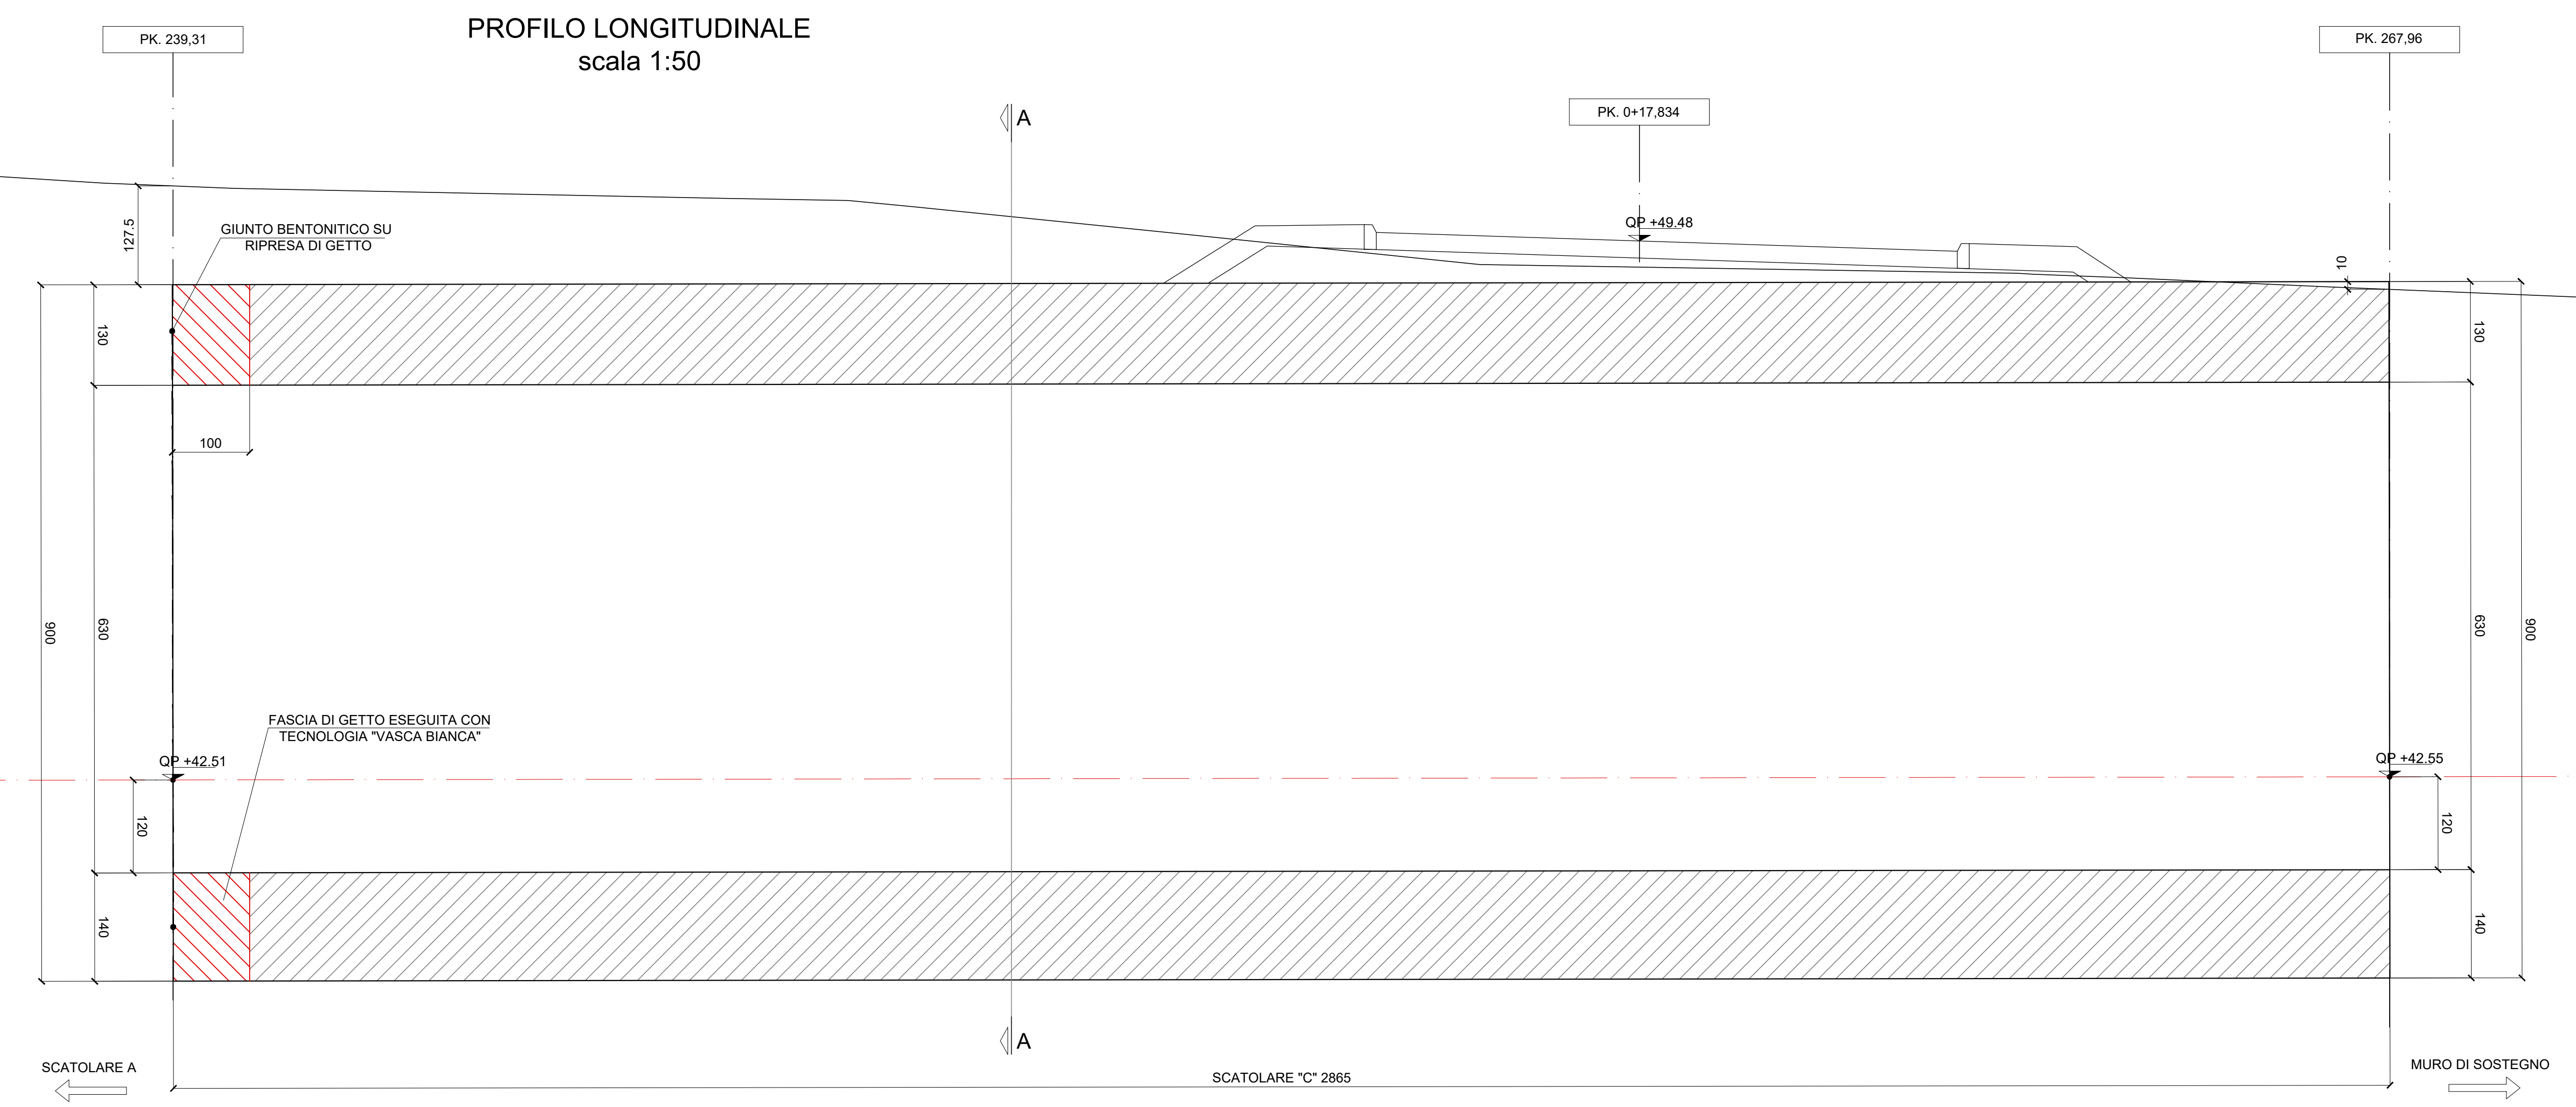 PROFILO LONGITUDINALE
scala 1:50
PK. 239,31
PK. 267,96
PK. 0+17,834
A
127.5
GIUNTO BENTONITICO SU
RIPRESA DI GETTO
QP +49.48
10
130
130
100
900
630
630
900
FASCIA DI GETTO ESEGUITA CON
TECNOLOGIA "VASCA BIANCA"
QP +42.51
QP +42.55
120
120
140
140
A
SCATOLARE A
SCATOLARE "C" 2865
MURO DI SOSTEGNO